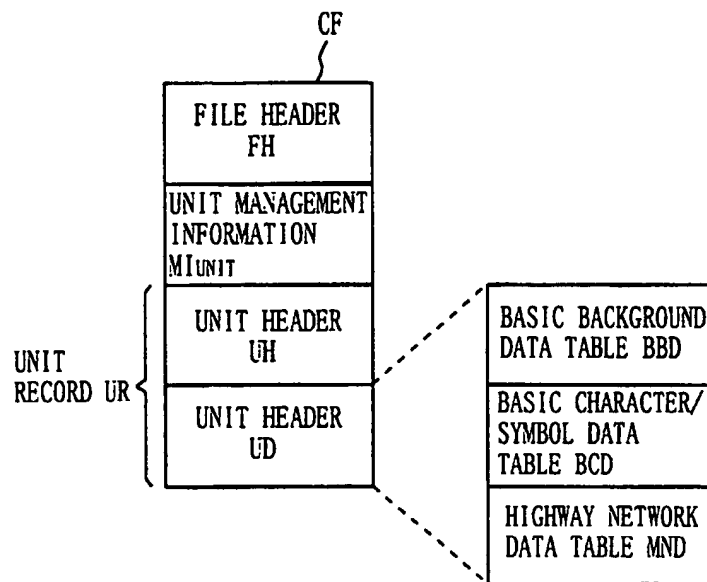 CF
FILE HEADER
FH
UNIT MANAGEMENT
INFORMATION
MIUNIT
UNIT HEADER
UH
UNIT
RECORD UR
UNIT HEADER
UD
BASIC BACKGROUND
DATA TABLE BBD
BASIC CHARACTER/
SYMBOL DATA
TABLE BCD
HIGHWAY NETWORK
DATA TABLE MND